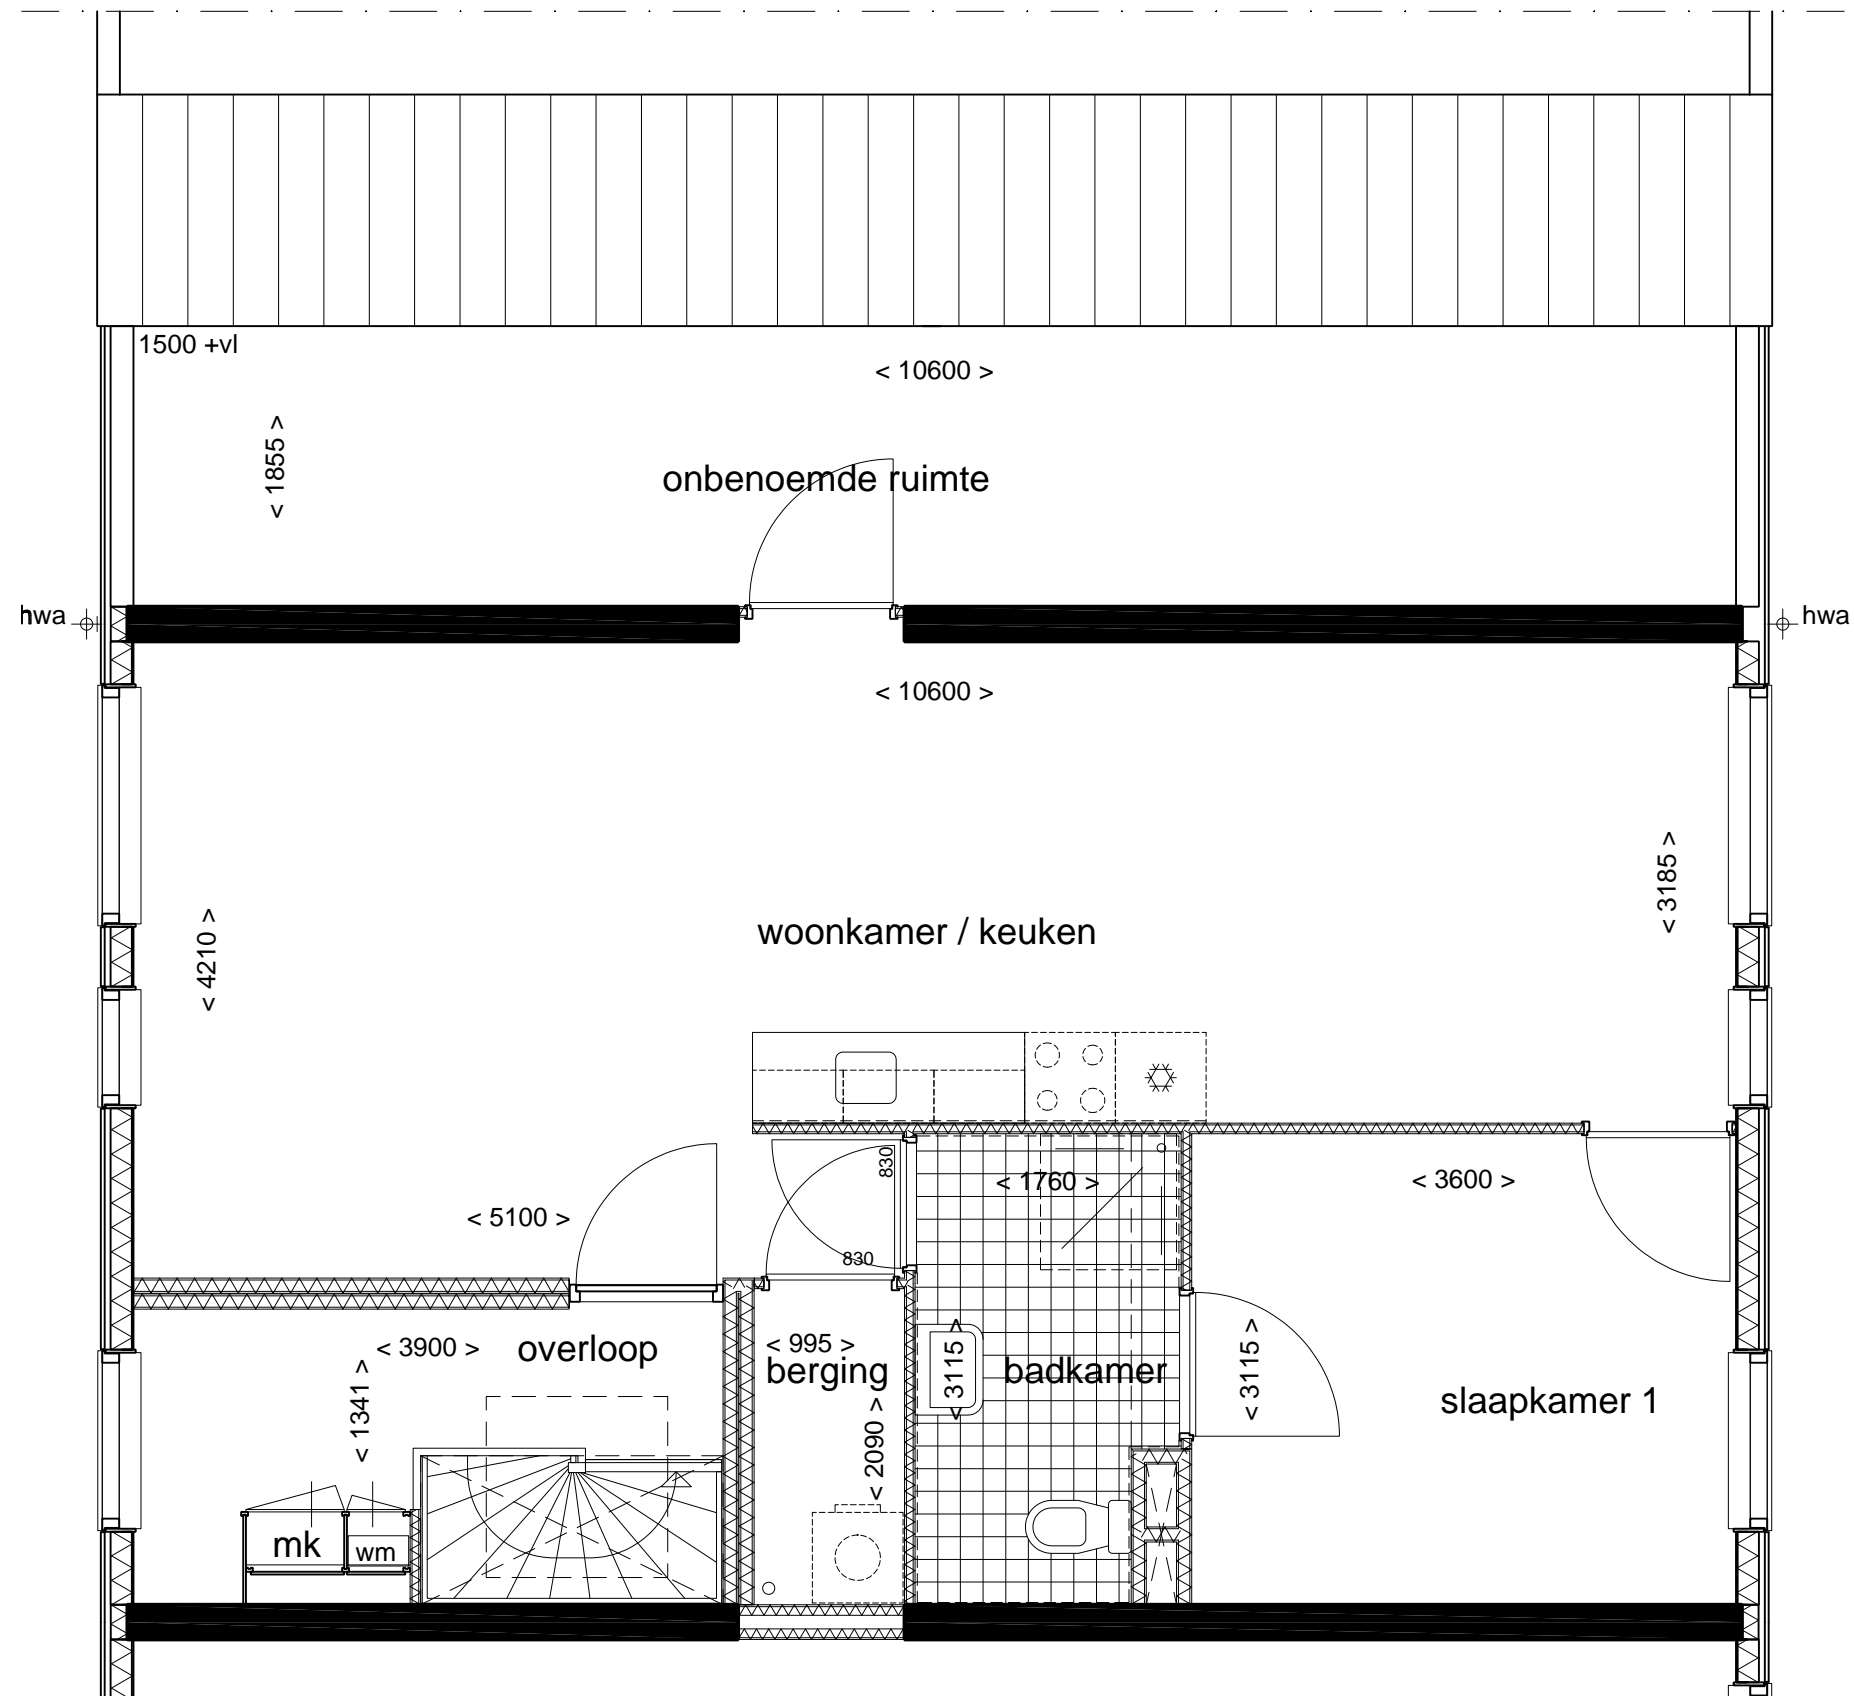 1500 +vl
< 10600 >
< 1855 >
onbenoemde ruimte
hwa
hwa
< 10600 >
< 3185 >
woonkamer / keuken
< 4210 >
830
< 1760 >
< 3600 >
< 5100 >
830
< 3900 >
overloop
< 995 >
berging
< 3115 >
badkamer
< 3115 >
slaapkamer 1
< 1341 >
< 2090 >
mk
wm